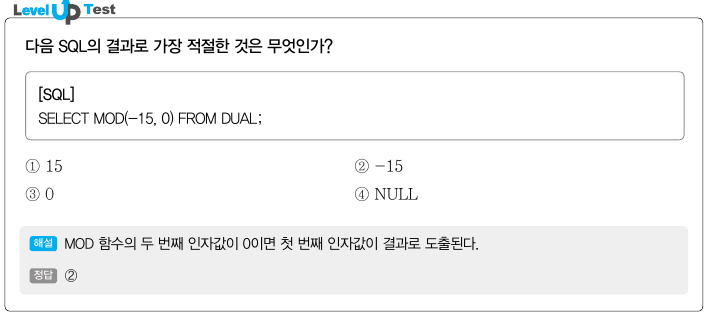 Level Up Test
다음 SQL의 결과로 가장 적절한 것은 무엇인가?
[SQL]
SELECT MOD(-15, 0) FROM DUAL;
① 15 ② -15
③ 0 ④ NULL
해설 MOD 함수의 두 번째 인자값이 0이면 첫 번째 인자값이 결과로 도출된다.
정답 ②